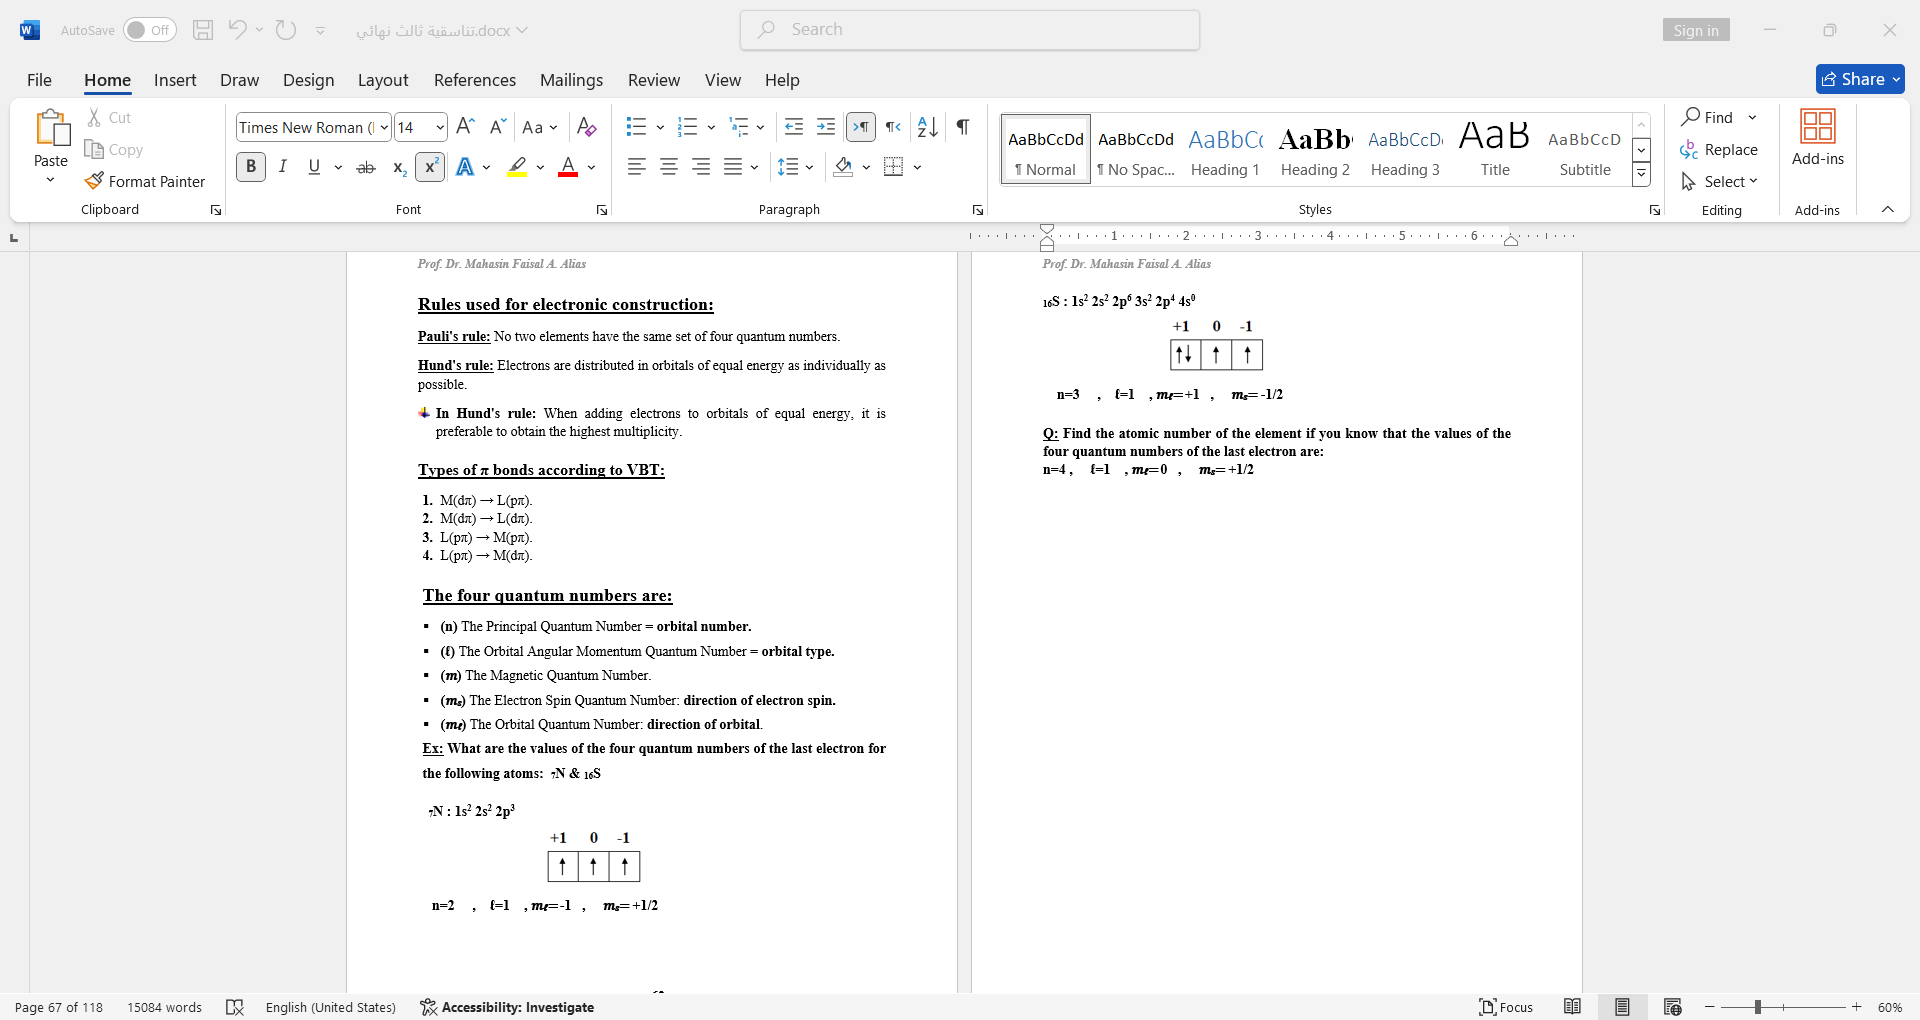 AutoSave Off تناسقية ثالث نهائي.docx Search Sign in
File Home Insert Draw Design Layout References Mailings Review View Help Share
Paste Cut Copy Format Painter Clipboard
Times New Roman ( 14 Aa
B I U ab x₂ x² A A Font
Paragraph
AaBbCcDd AaBbCcDd AaBbC AaBb AaBbCcD AaB AaBbCcD
¶ Normal ¶ No Spac... Heading 1 Heading 2 Heading 3 Title Subtitle
Styles
Find Replace Select Editing
Add-ins
Add-ins
1 2 3 4 5 6
Prof. Dr. Mahasin Faisal A. Alias
Rules used for electronic construction:
Pauli's rule: No two elements have the same set of four quantum numbers.
Hund's rule: Electrons are distributed in orbitals of equal energy as individually as
possible.
In Hund's rule: When adding electrons to orbitals of equal energy, it is
preferable to obtain the highest multiplicity.
Types of π bonds according to VBT:
1. M(dπ) → L(pπ).
2. M(dπ) → L(dπ).
3. L(pπ) → M(pπ).
4. L(pπ) → M(dπ).
The four quantum numbers are:
▪ (n) The Principal Quantum Number = orbital number.
▪ (ℓ) The Orbital Angular Momentum Quantum Number = orbital type.
▪ (m) The Magnetic Quantum Number.
▪ (mₛ) The Electron Spin Quantum Number: direction of electron spin.
▪ (mℓ) The Orbital Quantum Number: direction of orbital.
Ex: What are the values of the four quantum numbers of the last electron for
the following atoms: ₇N & ₁₆S
₇N : 1s² 2s² 2p³
+1 0 -1
↑ ↑ ↑
n=2 , ℓ=1 , mℓ=-1 , mₛ=+1/2
Prof. Dr. Mahasin Faisal A. Alias
₁₆S : 1s² 2s² 2p⁶ 3s² 2p⁴ 4s⁰
+1 0 -1
↑↓ ↑ ↑
n=3 , ℓ=1 , mℓ=+1 , mₛ=-1/2
Q: Find the atomic number of the element if you know that the values of the
four quantum numbers of the last electron are:
n=4 , ℓ=1 , mℓ=0 , mₛ=+1/2
Page 67 of 118 15084 words English (United States) Accessibility: Investigate Focus 60%